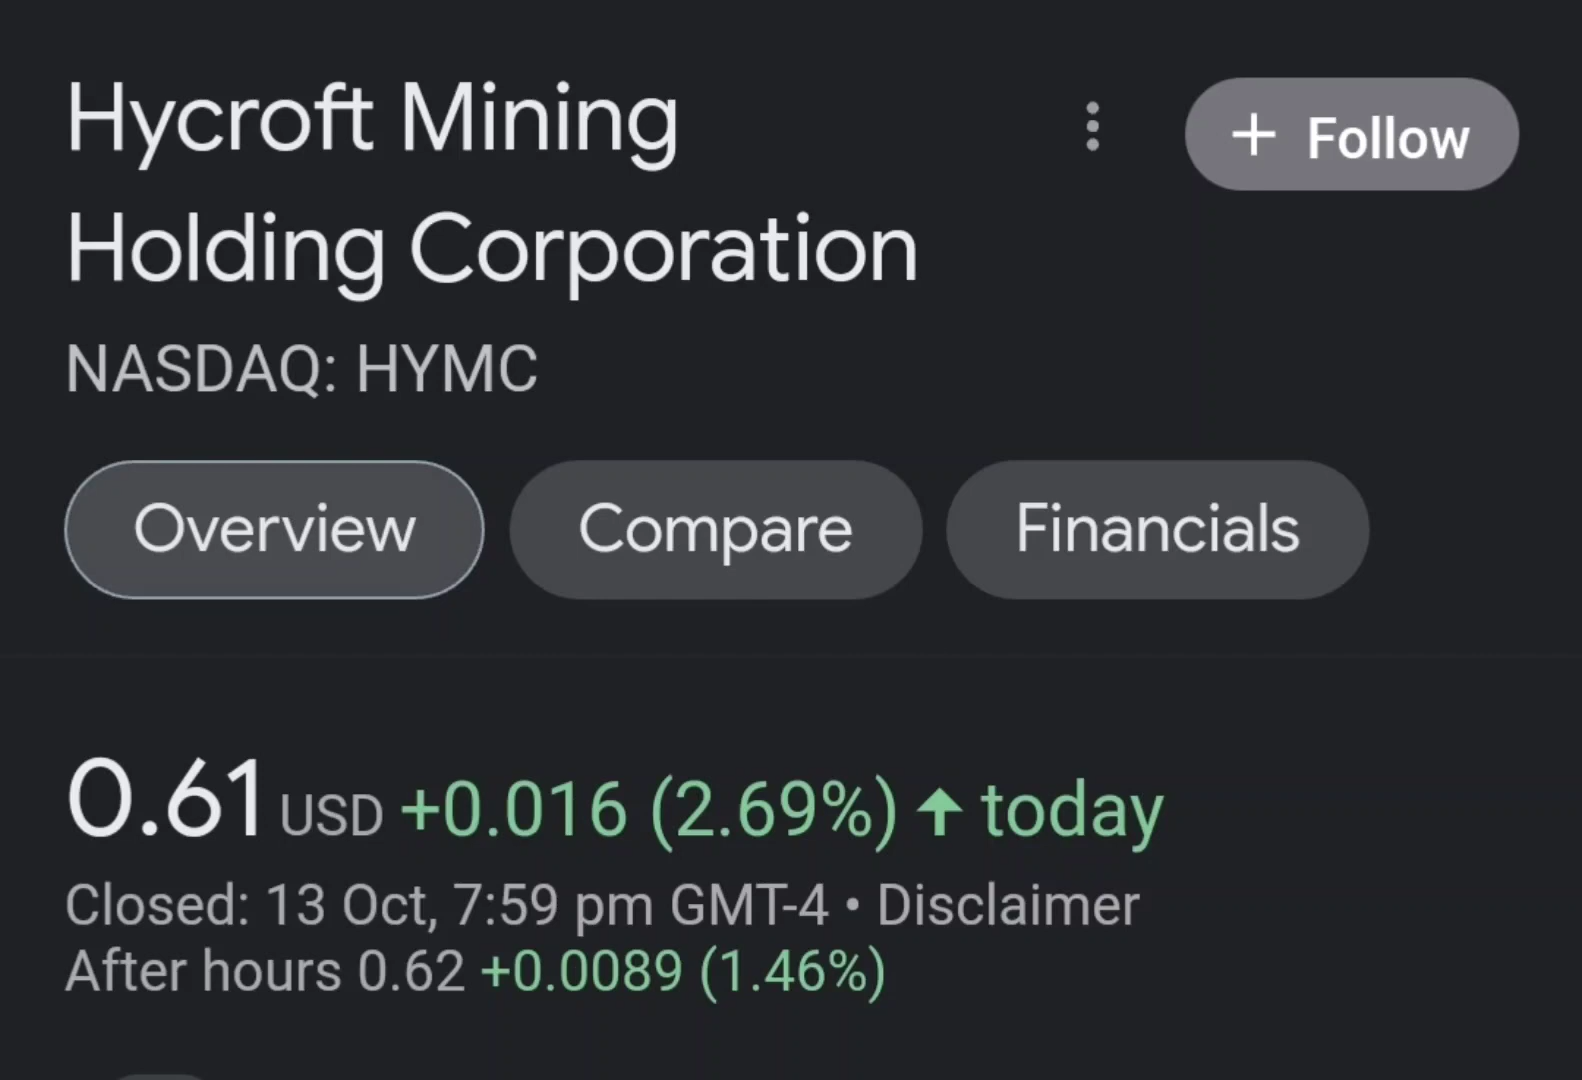 Hycroft Mining
Holding Corporation
+ Follow
NASDAQ: HYMC
Overview
Compare
Financials
0.61 USD +0.016 (2.69%) ↑ today
Closed: 13 Oct, 7:59 pm GMT-4 • Disclaimer
After hours 0.62 +0.0089 (1.46%)